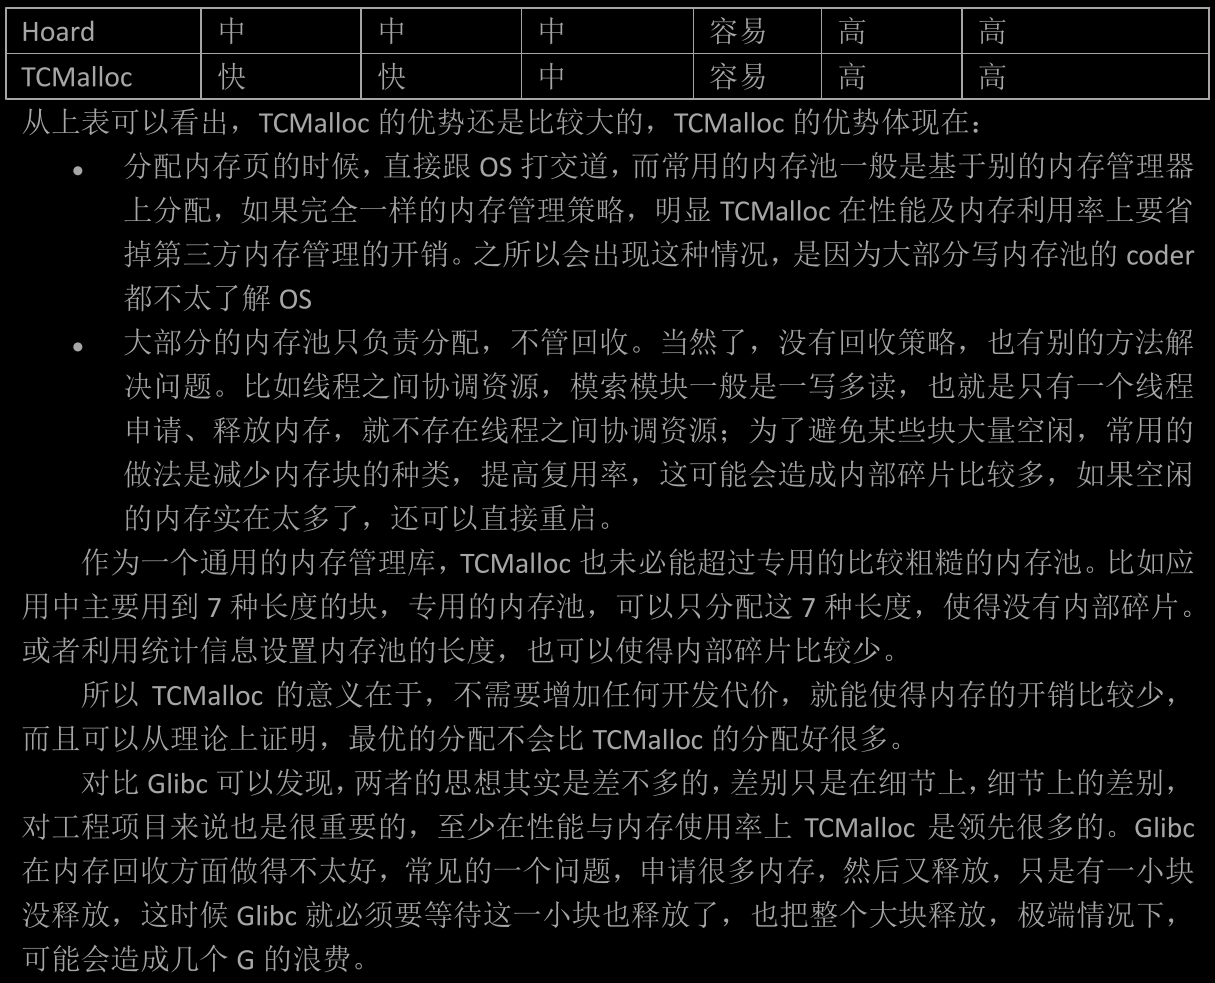 Hoard 中 中 中 容易 高 高
TCMalloc 快 快 中 容易 高 高
从上表可以看出，TCMalloc 的优势还是比较大的，TCMalloc 的优势体现在：
● 分配内存页的时候，直接跟 OS 打交道，而常用的内存池一般是基于别的内存管理器
上分配，如果完全一样的内存管理策略，明显 TCMalloc 在性能及内存利用率上要省
掉第三方内存管理的开销。之所以会出现这种情况，是因为大部分写内存池的 coder
都不太了解 OS
● 大部分的内存池只负责分配，不管回收。当然了，没有回收策略，也有别的方法解
决问题。比如线程之间协调资源，模索模块一般是一写多读，也就是只有一个线程
申请、释放内存，就不存在线程之间协调资源；为了避免某些块大量空闲，常用的
做法是减少内存块的种类，提高复用率，这可能会造成内部碎片比较多，如果空闲
的内存实在太多了，还可以直接重启。
作为一个通用的内存管理库，TCMalloc 也未必能超过专用的比较粗糙的内存池。比如应
用中主要用到 7 种长度的块，专用的内存池，可以只分配这 7 种长度，使得没有内部碎片。
或者利用统计信息设置内存池的长度，也可以使得内部碎片比较少。
所以 TCMalloc 的意义在于，不需要增加任何开发代价，就能使得内存的开销比较少，
而且可以从理论上证明，最优的分配不会比 TCMalloc 的分配好很多。
对比 Glibc 可以发现，两者的思想其实是差不多的，差别只是在细节上，细节上的差别，
对工程项目来说也是很重要的，至少在性能与内存使用率上 TCMalloc 是领先很多的。Glibc
在内存回收方面做得不太好，常见的一个问题，申请很多内存，然后又释放，只是有一小块
没释放，这时候 Glibc 就必须要等待这一小块也释放了，也把整个大块释放，极端情况下，
可能会造成几个 G 的浪费。